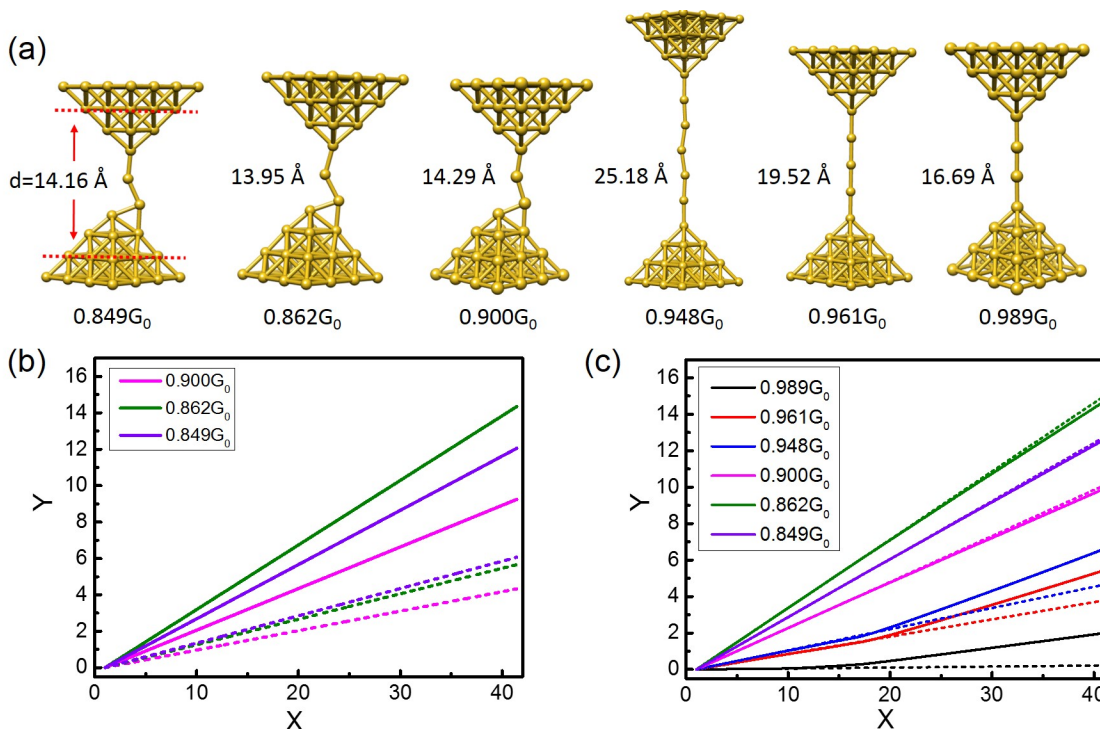 (a)
d=14.16 Å
13.95 Å
14.29 Å
25.18 Å
19.52 Å
16.69 Å
0.849G₀
0.862G₀
0.900G₀
0.948G₀
0.961G₀
0.989G₀
(b)
16
14
12
10
8
6
4
2
0
Y
0.900G₀
0.862G₀
0.849G₀
0
10
20
30
40
X
(c)
16
14
12
10
8
6
4
2
0
Y
0.989G₀
0.961G₀
0.948G₀
0.900G₀
0.862G₀
0.849G₀
0
10
20
30
40
X